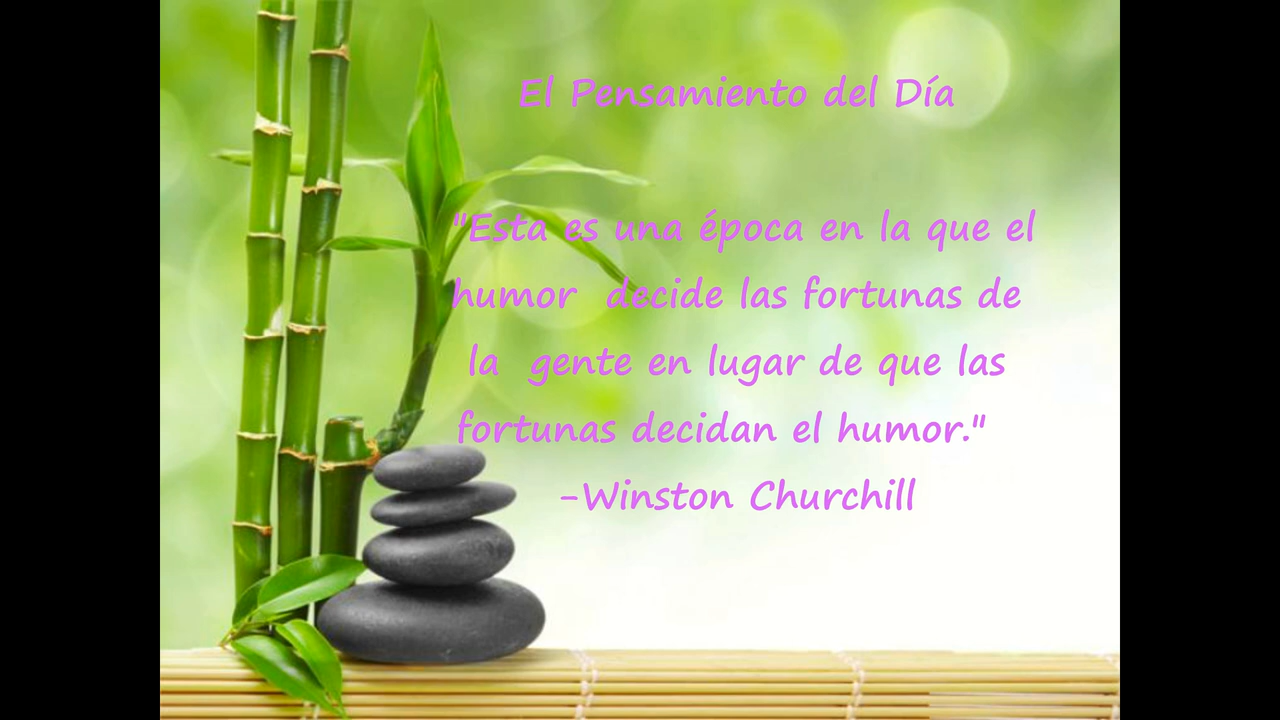 El Pensamiento del Día
"Esta es una época en la que el
humor decide las fortunas de
la gente en lugar de que las
fortunas decidan el humor."
-Winston Churchill